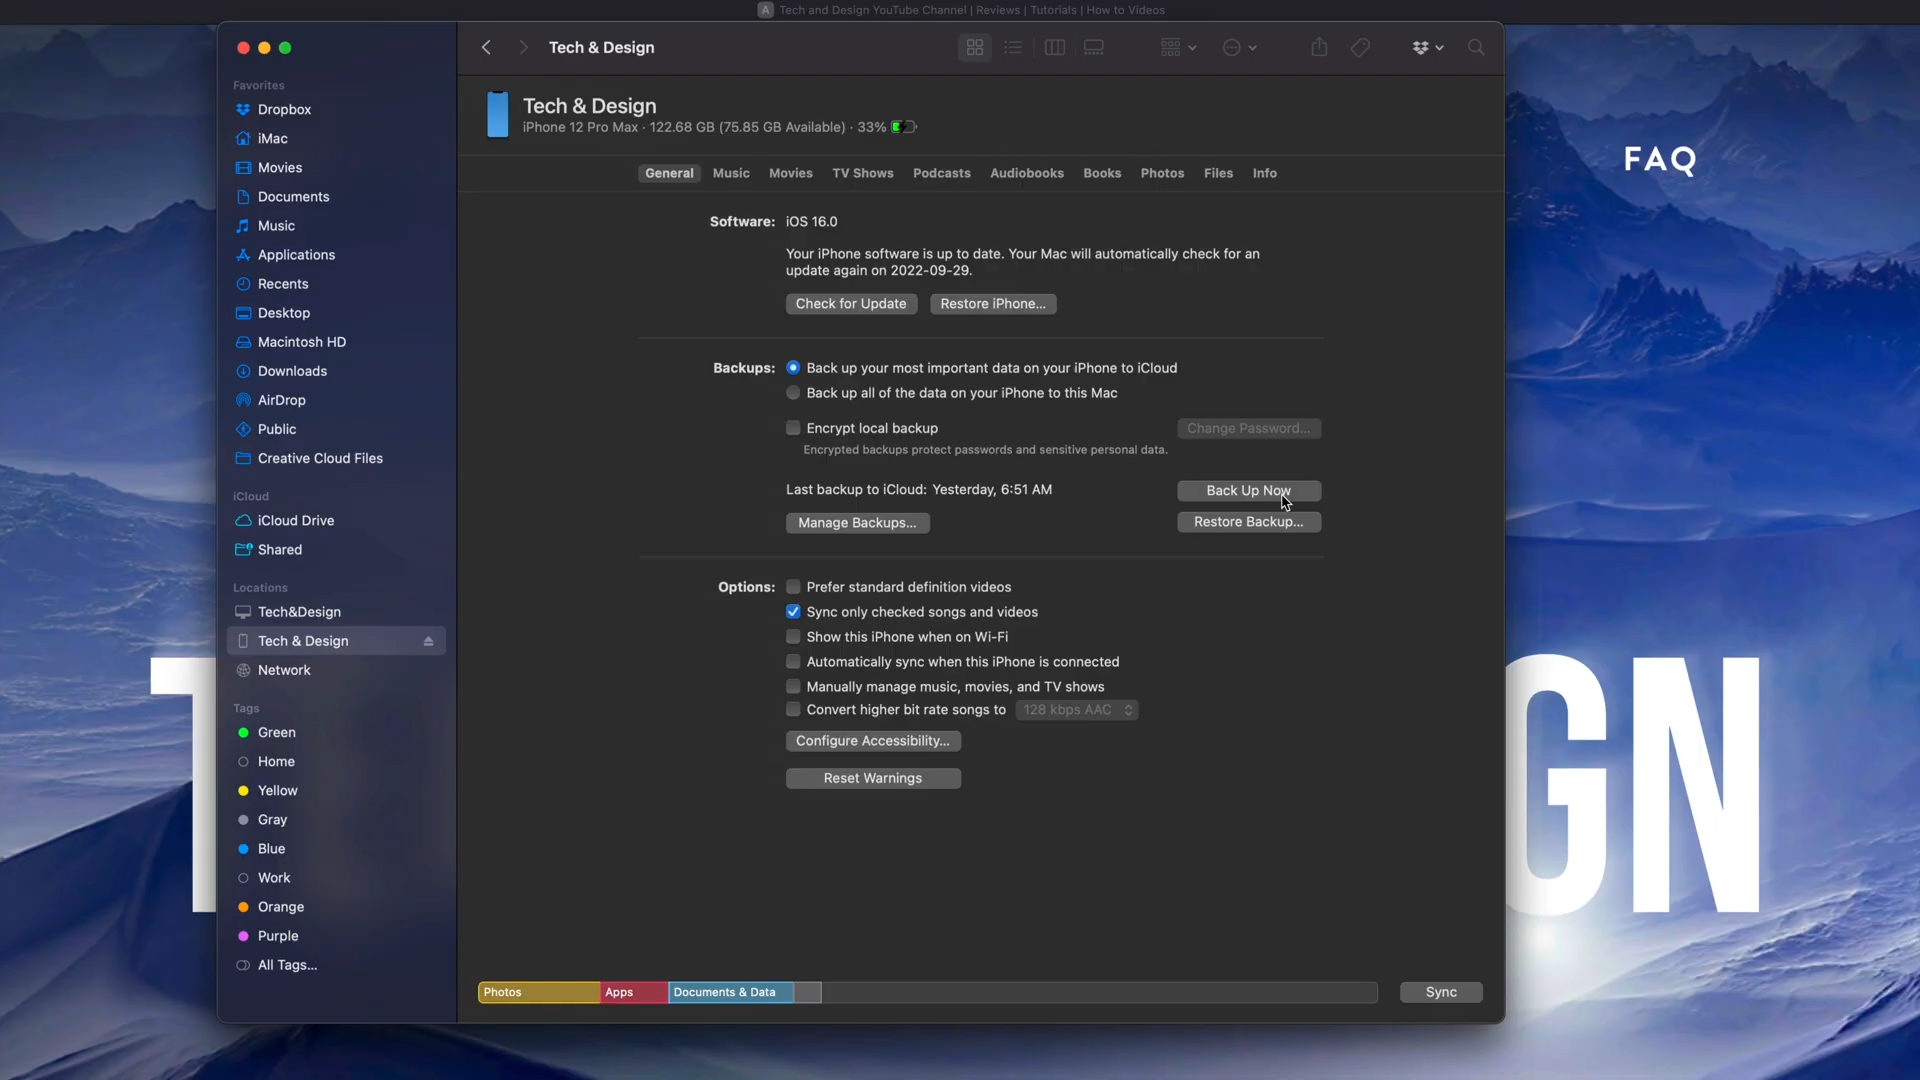 Tech and Design YouTube Channel | Reviews | Tutorials | How to Videos
Tech & Design
Favorites
Dropbox
iMac
Movies
Documents
Music
Applications
Recents
Desktop
Macintosh HD
Downloads
AirDrop
Public
Creative Cloud Files
iCloud
iCloud Drive
Shared
Locations
Tech&Design
Tech & Design
Network
Tags
Green
Home
Yellow
Gray
Blue
Work
Orange
Purple
All Tags...
Tech & Design
iPhone 12 Pro Max · 122.68 GB (75.85 GB Available) · 33%
General Music Movies TV Shows Podcasts Audiobooks Books Photos Files Info
Software: iOS 16.0
Your iPhone software is up to date. Your Mac will automatically check for an
update again on 2022-09-29.
Check for Update Restore iPhone...
Backups: Back up your most important data on your iPhone to iCloud
Back up all of the data on your iPhone to this Mac
Encrypt local backup Change Password...
Encrypted backups protect passwords and sensitive personal data.
Last backup to iCloud: Yesterday, 6:51 AM Back Up Now
Manage Backups... Restore Backup...
Options: Prefer standard definition videos
Sync only checked songs and videos
Show this iPhone when on Wi-Fi
Automatically sync when this iPhone is connected
Manually manage music, movies, and TV shows
Convert higher bit rate songs to 128 kbps AAC
Configure Accessibility...
Reset Warnings
Photos Apps Documents & Data Sync
FAQ
GN